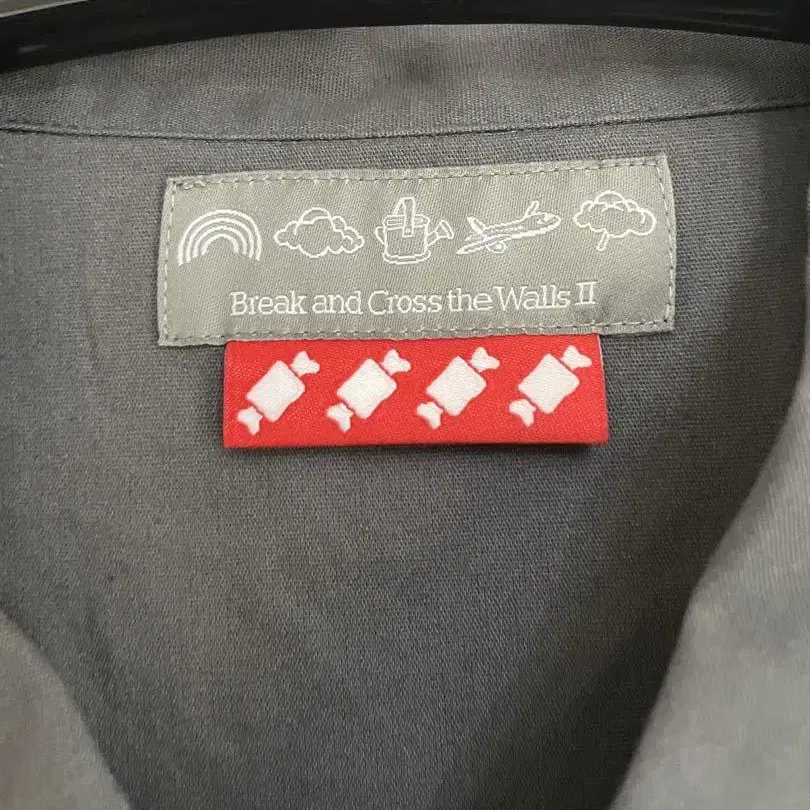 Break and Cross the Walls II